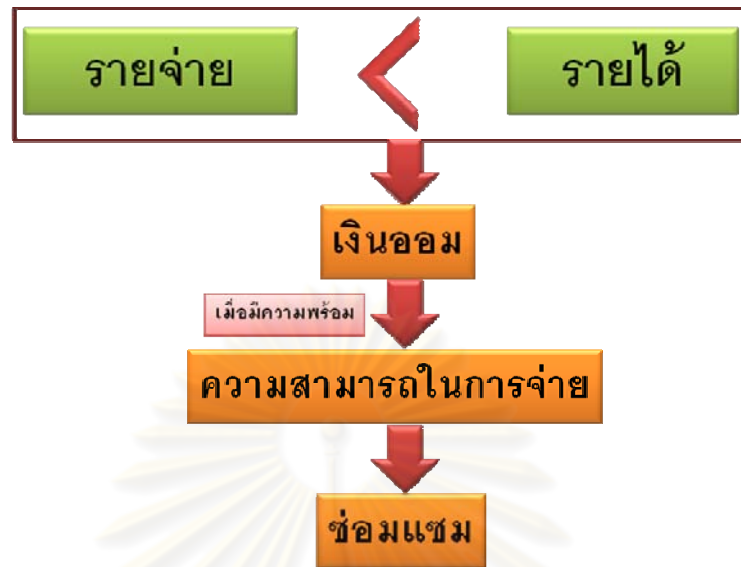 รายจ่าย < รายได้
เงินออม
เมื่อมีความพร้อม
ความสามารถในการจ่าย
ซ่อมแซม